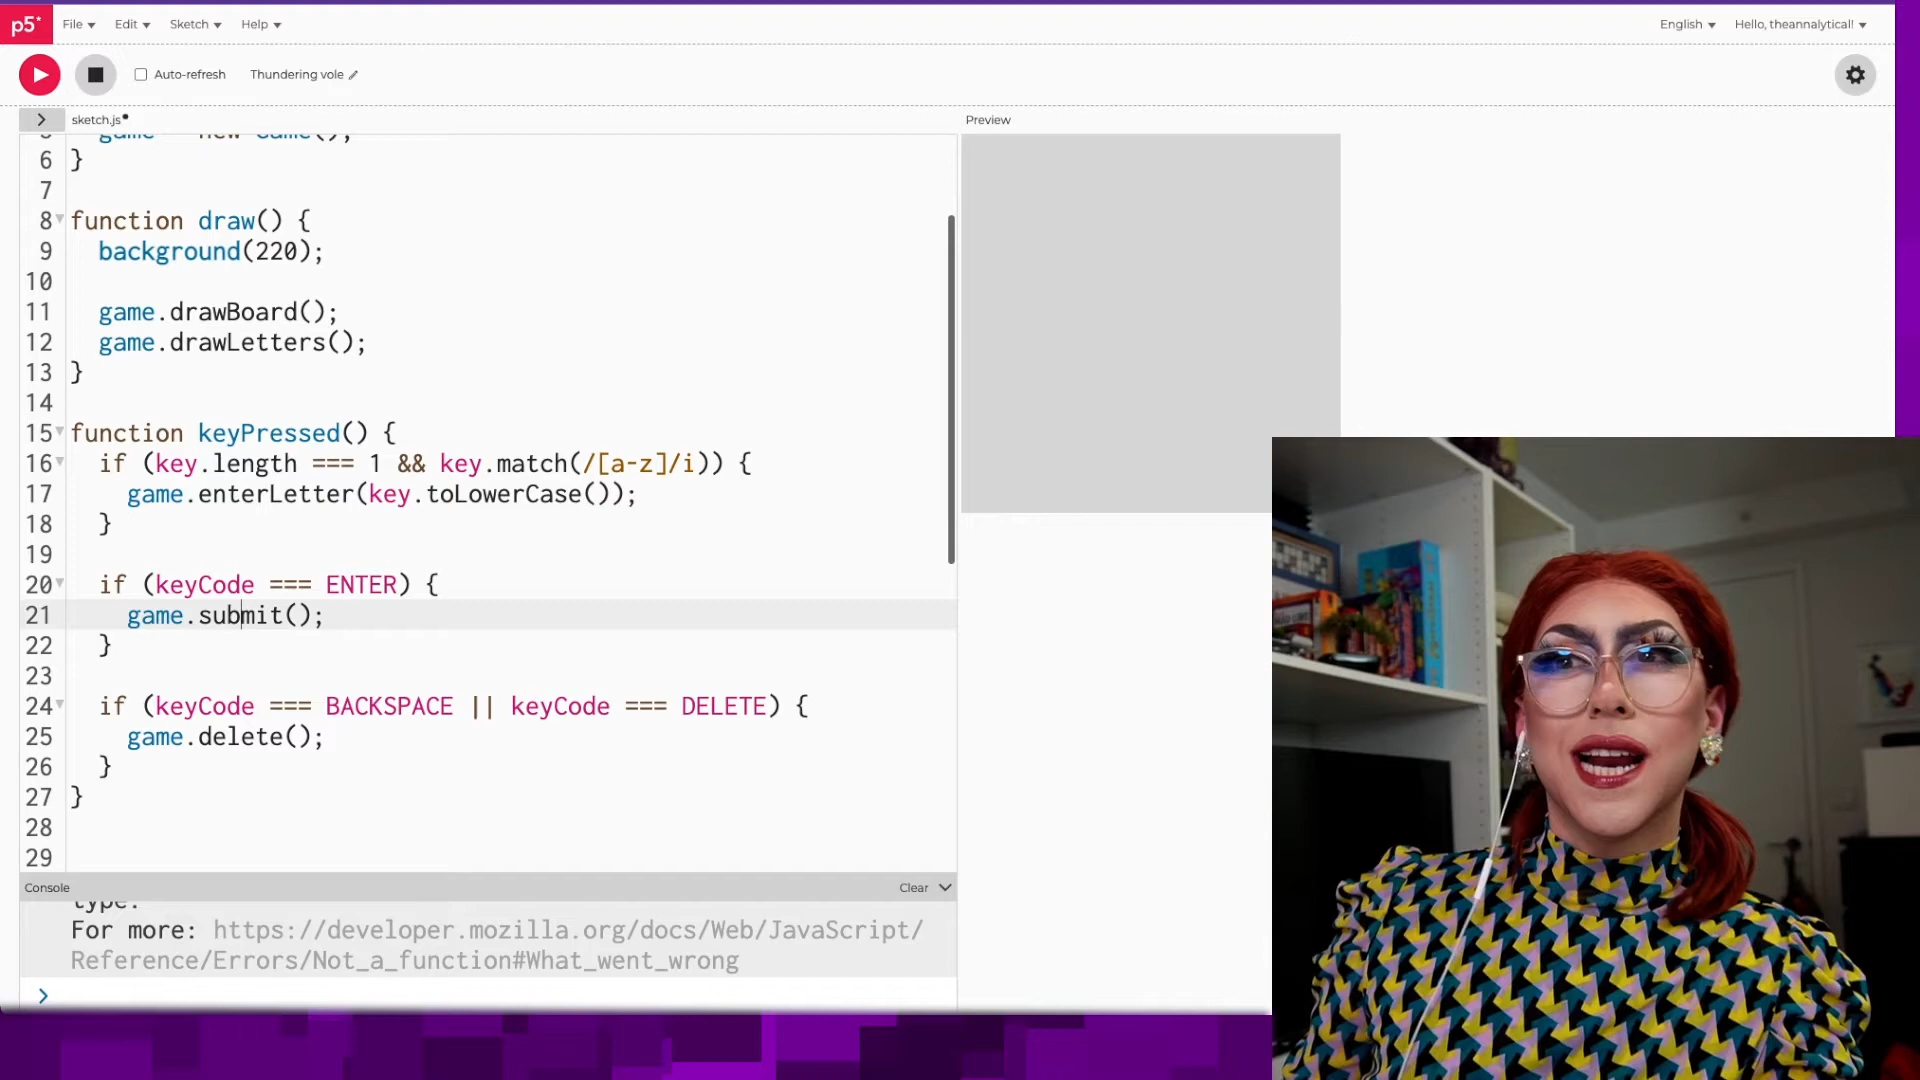 p5*
File Edit Sketch Help English Hello, theannalytical!
Auto-refresh Thundering vole
sketch.js
Preview
game = new Game();
6 }
7
8 function draw() {
9 background(220);
10
11 game.drawBoard();
12 game.drawLetters();
13 }
14
15 function keyPressed() {
16 if (key.length === 1 && key.match(/[a-z]/i)) {
17 game.enterLetter(key.toLowerCase());
18 }
19
20 if (keyCode === ENTER) {
21 game.submit();
22 }
23
24 if (keyCode === BACKSPACE || keyCode === DELETE) {
25 game.delete();
26 }
27 }
28
29
Console Clear
type.
For more: https://developer.mozilla.org/docs/Web/JavaScript/
Reference/Errors/Not_a_function#What_went_wrong
>